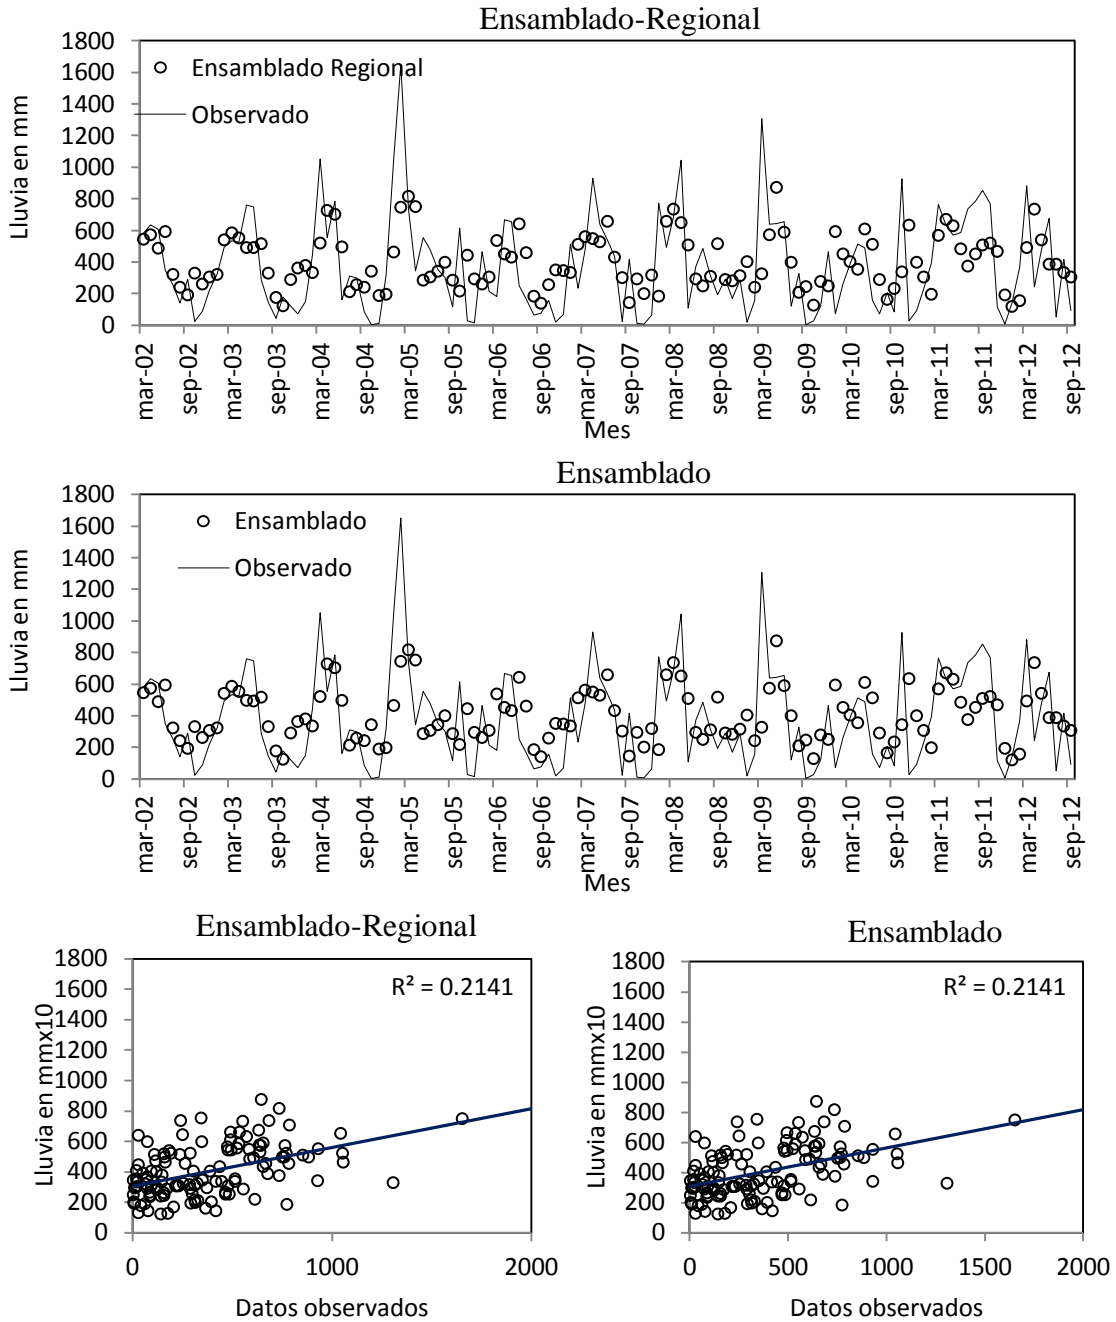 Ensamblado-Regional
1800
1600
1400
1200
1000
800
600
400
200
0
Lluvia en mm
Ensamblado Regional
Observado
mar-02
sep-02
mar-03
sep-03
mar-04
sep-04
mar-05
sep-05
mar-06
sep-06
mar-07
sep-07
mar-08
sep-08
mar-09
sep-09
mar-10
sep-10
mar-11
sep-11
mar-12
sep-12
Mes
Ensamblado
1800
1600
1400
1200
1000
800
600
400
200
0
Lluvia en mm
Ensamblado
Observado
mar-02
sep-02
mar-03
sep-03
mar-04
sep-04
mar-05
sep-05
mar-06
sep-06
mar-07
sep-07
mar-08
sep-08
mar-09
sep-09
mar-10
sep-10
mar-11
sep-11
mar-12
sep-12
Mes
Ensamblado-Regional
1800
1600
1400
1200
1000
800
600
400
200
0
Lluvia en mmx10
R² = 0.2141
0
1000
2000
Datos observados
Ensamblado
1800
1600
1400
1200
1000
800
600
400
200
0
Lluvia en mmx10
R² = 0.2141
0
500
1000
1500
2000
Datos observados